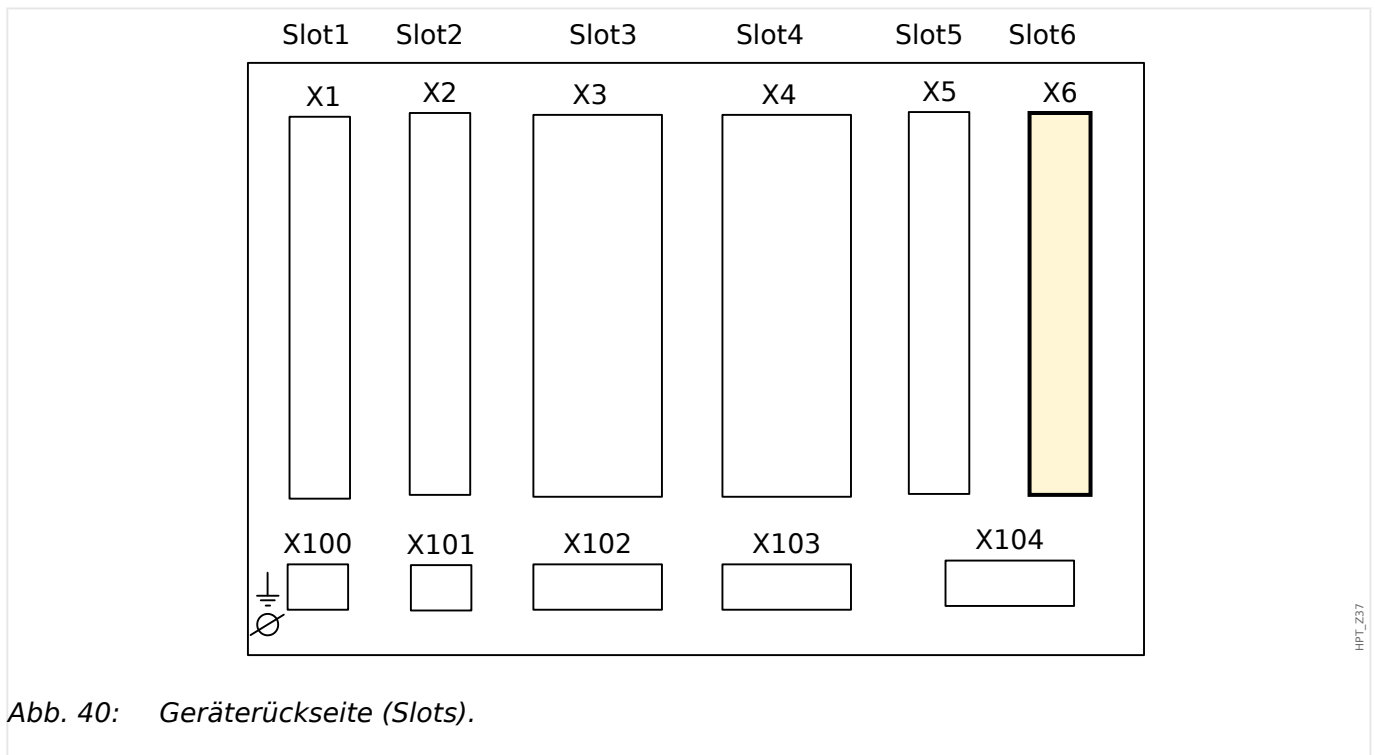 Slot1 Slot2 Slot3 Slot4 Slot5 Slot6
X1 X2 X3 X4 X5 X6
X100 X101 X102 X103 X104
HPT_Z37
Abb. 40: Geräterückseite (Slots).